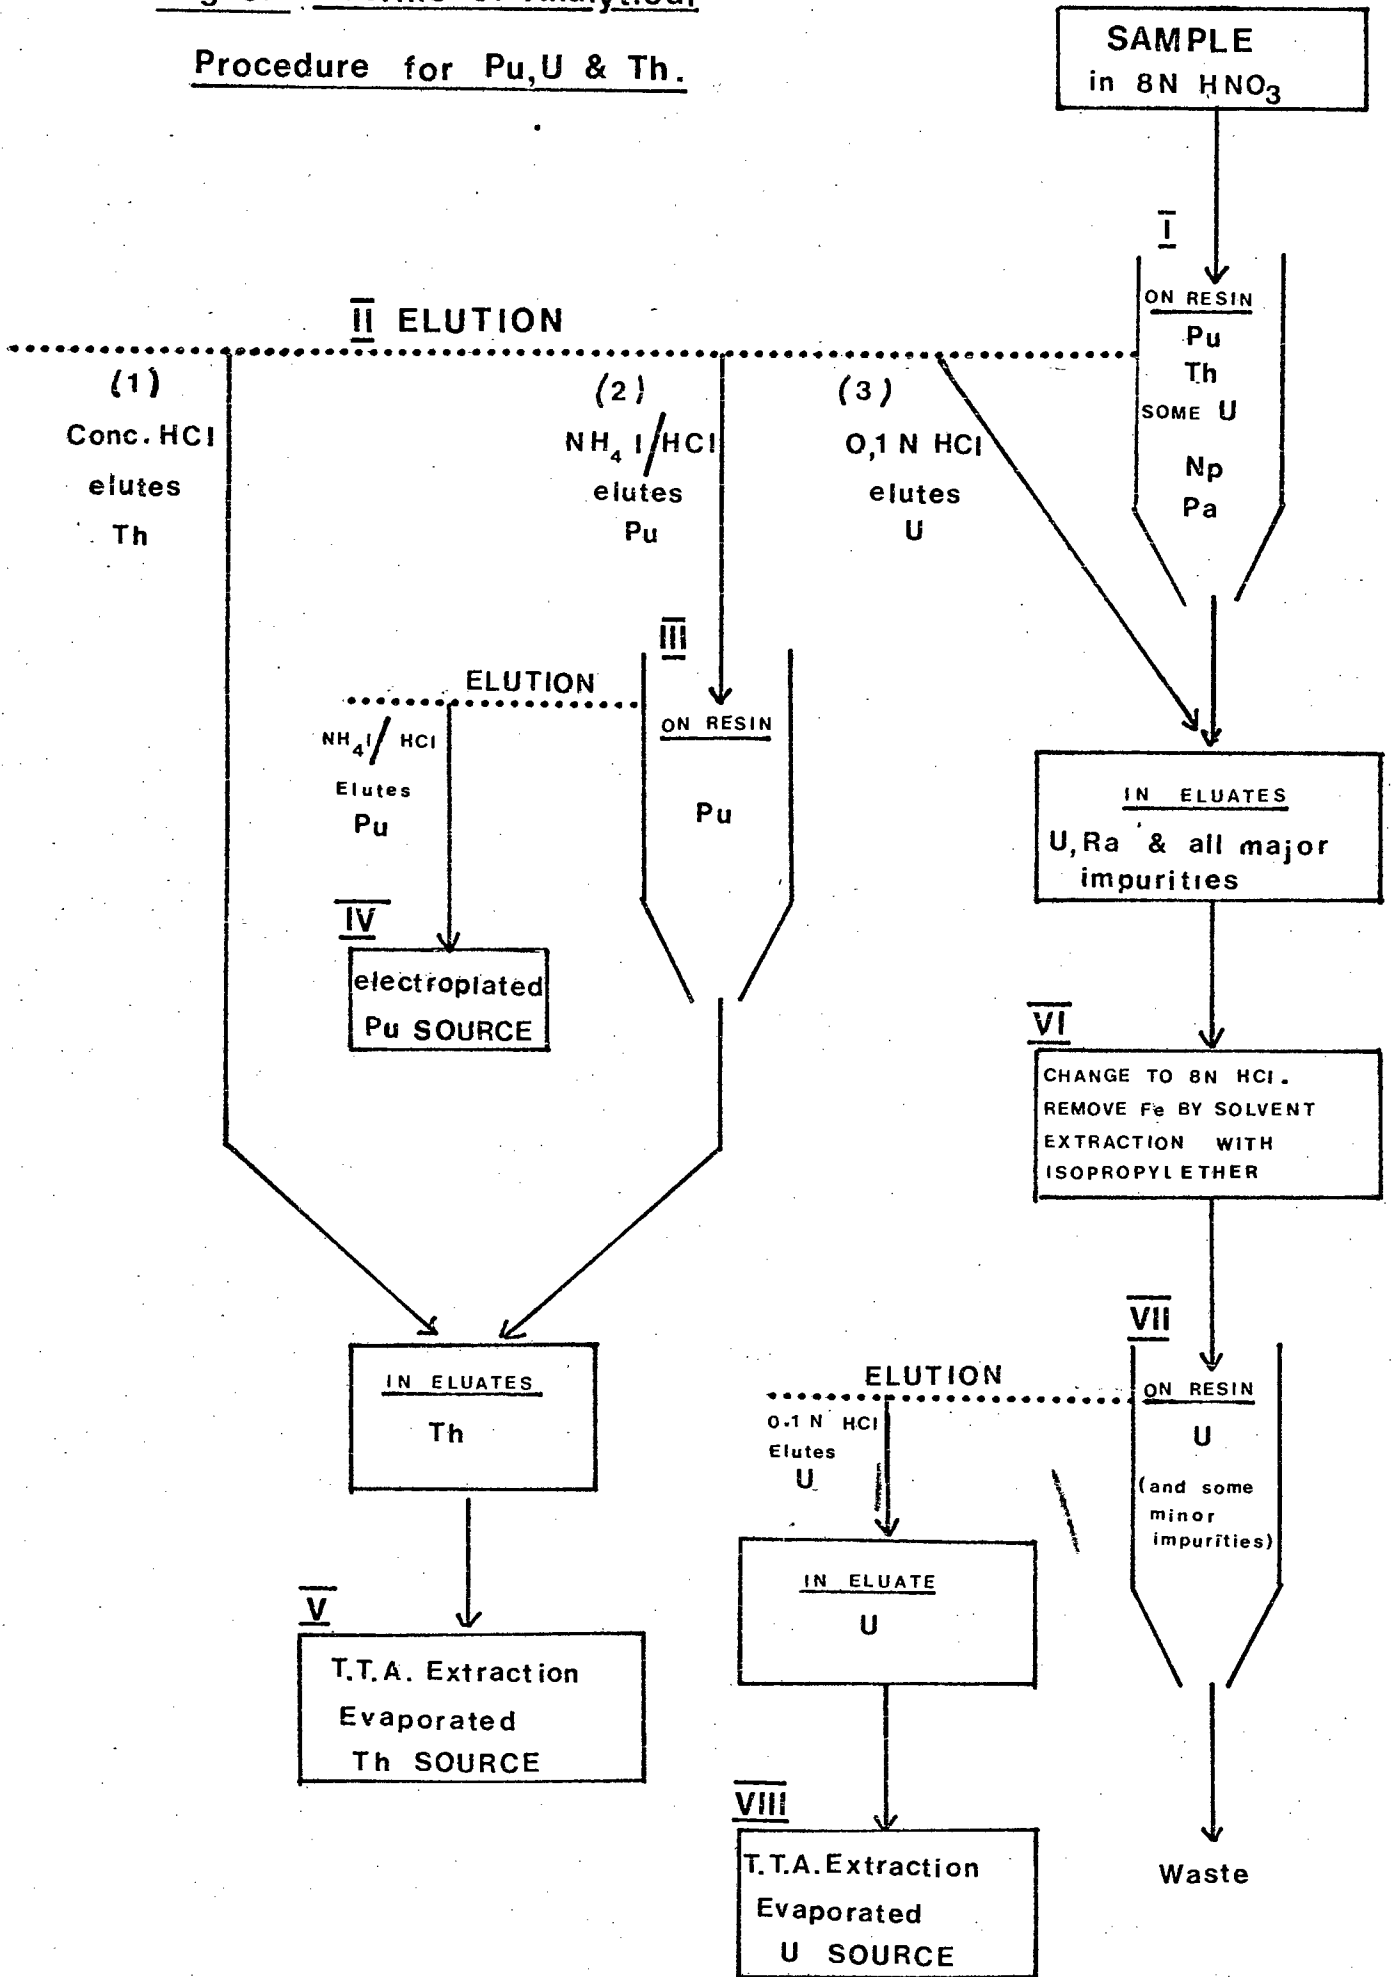 Procedure for Pu,U & Th.
SAMPLE
in 8N HNO3
I
ON RESIN
Pu
Th
SOME U
Np
Pa
II ELUTION
(1)
Conc. HCl
elutes
Th
(2)
NH4 I/HCl
elutes
Pu
(3)
0,1 N HCl
elutes
U
III
ON RESIN
Pu
ELUTION
NH4I/ HCl
Elutes
Pu
IV
electroplated
Pu SOURCE
IN ELUATES
U,Ra & all major
impurities
VI
CHANGE TO 8N HCl.
REMOVE Fe BY SOLVENT
EXTRACTION WITH
ISOPROPYLETHER
IN ELUATES
Th
V
T.T.A. Extraction
Evaporated
Th SOURCE
VII
ON RESIN
U
(and some
minor
impurities)
ELUTION
0.1 N HCl
Elutes
U
IN ELUATE
U
VIII
T.T.A. Extraction
Evaporated
U SOURCE
Waste